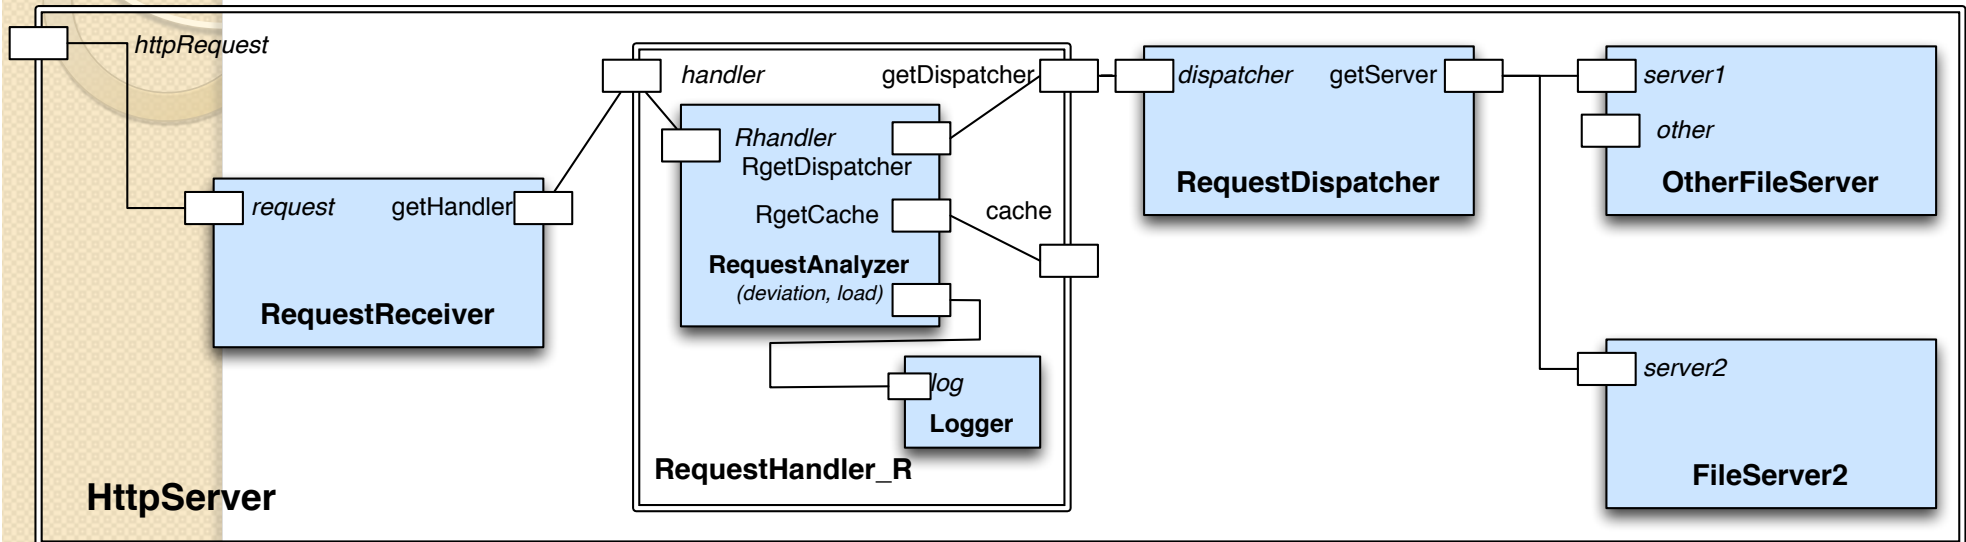 httpRequest
handler
getDispatcher
dispatcher
getServer
server1
Rhandler
other
RgetDispatcher
RequestDispatcher
OtherFileServer
request
getHandler
RgetCache
cache
RequestAnalyzer
(deviation, load)
RequestReceiver
server2
log
Logger
RequestHandler_R
FileServer2
HttpServer